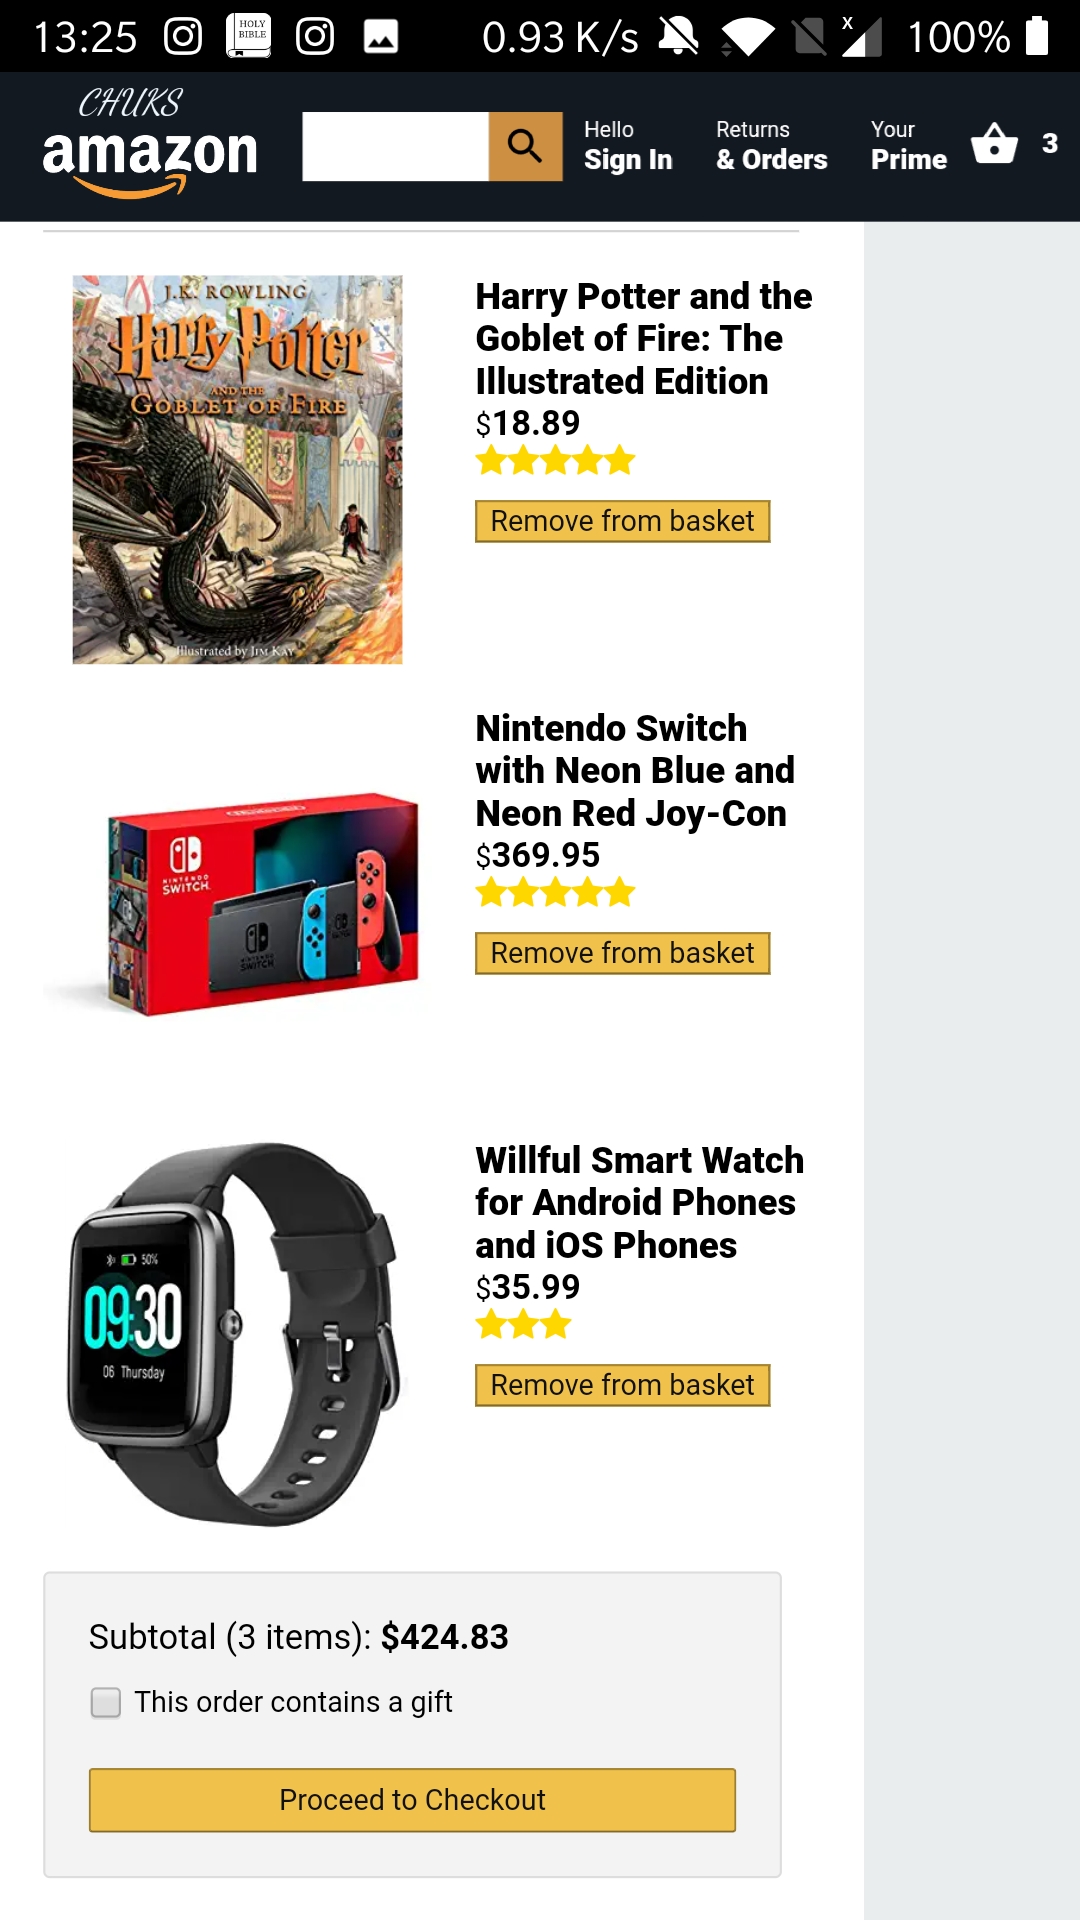 13:25 HOLY BIBLE 0.93 K/s x 100%
CHUKS
amazon
Hello
Sign In
Returns
& Orders
Your
Prime
3
J.K. ROWLING
Harry Potter
AND THE
GOBLET OF FIRE
Illustrated by JIM KAY
Harry Potter and the
Goblet of Fire: The
Illustrated Edition
$18.89
Remove from basket
NINTENDO
SWITCH
NINTENDO
SWITCH
Nintendo Switch
with Neon Blue and
Neon Red Joy-Con
$369.95
Remove from basket
50%
09:30
06 Thursday
Willful Smart Watch
for Android Phones
and iOS Phones
$35.99
Remove from basket
Subtotal (3 items): $424.83
This order contains a gift
Proceed to Checkout